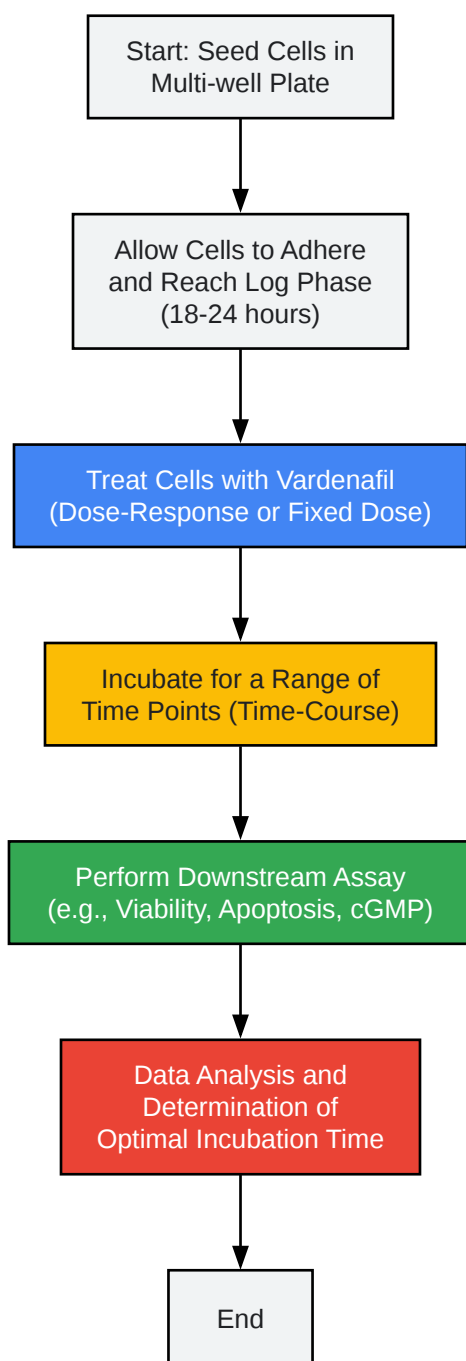 Start: Seed Cells in
Multi-well Plate
Allow Cells to Adhere
and Reach Log Phase
(18-24 hours)
Treat Cells with Vardenafil
(Dose-Response or Fixed Dose)
Incubate for a Range of
Time Points (Time-Course)
Perform Downstream Assay
(e.g., Viability, Apoptosis, cGMP)
Data Analysis and
Determination of
Optimal Incubation Time
End